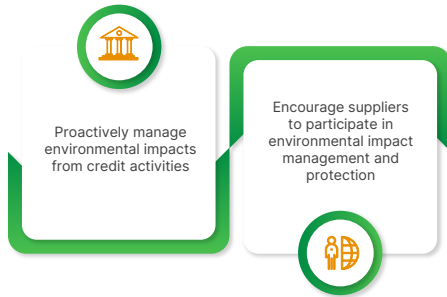 Proactively manage
environmental impacts
from credit activities
Encourage suppliers
to participate in
environmental impact
management and
protection